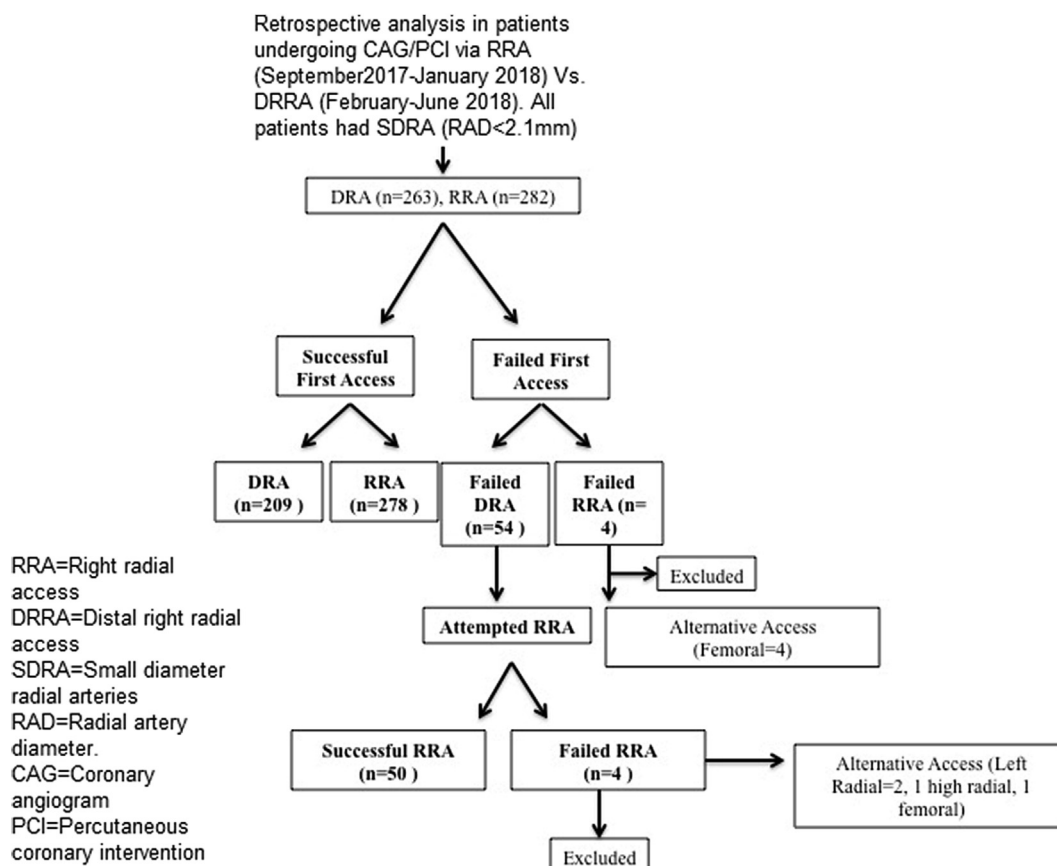 Retrospective analysis in patients
undergoing CAG/PCI via RRA
(September2017-January 2018) Vs.
DRRA (February-June 2018). All
patients had SDRA (RAD<2.1mm)
DRA (n=263), RRA (n=282)
Successful
First Access
Failed First
Access
DRA
(n=209 )
RRA
(n=278 )
Failed
DRA
(n=54 )
Failed
RRA (n=
4)
Excluded
Attempted RRA
Alternative Access
(Femoral=4)
Successful RRA
(n=50 )
Failed RRA
(n=4 )
Alternative Access (Left
Radial=2, 1 high radial, 1
femoral)
Excluded
RRA=Right radial
access
DRRA=Distal right radial
access
SDRA=Small diameter
radial arteries
RAD=Radial artery
diameter.
CAG=Coronary
angiogram
PCI=Percutaneous
coronary intervention